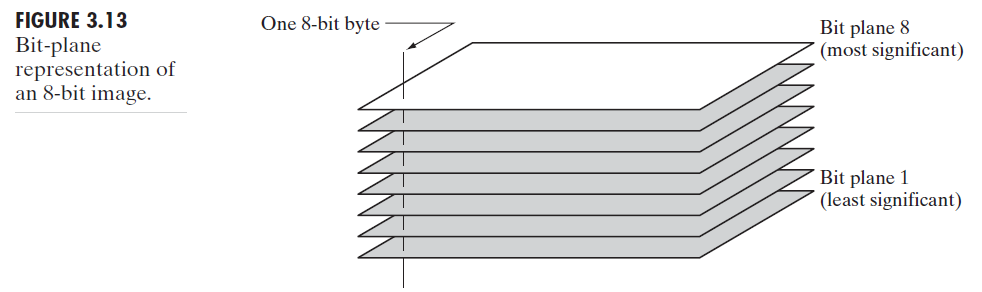 FIGURE 3.13
Bit-plane
representation of
an 8-bit image.
One 8-bit byte
Bit plane 8
(most significant)
Bit plane 1
(least significant)